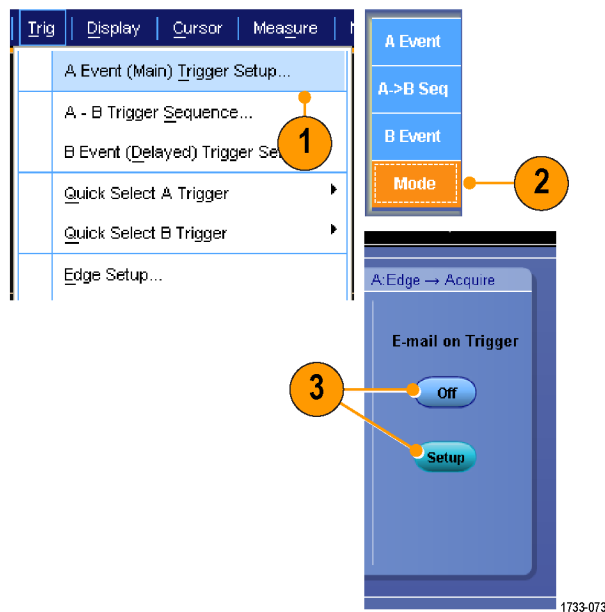 Trig Display Cursor Measure
A Event (Main) Trigger Setup...
A - B Trigger Sequence...
1
B Event (Delayed) Trigger
Quick Select A Trigger
Quick Select B Trigger
Edge Setup...
A Event
A->B Seq
B Event
Mode
2
A:Edge → Acquire
E-mail on Trigger
3
Off
Setup
1733-073